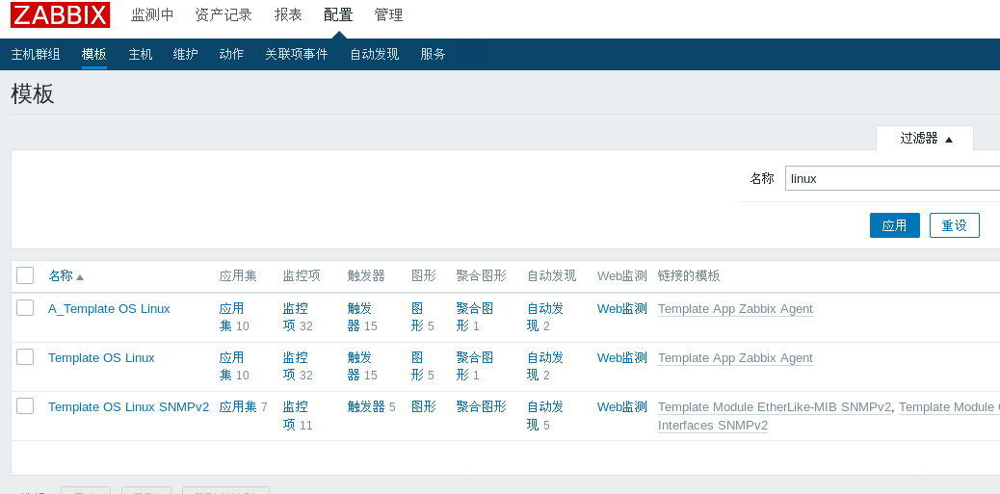 ZABBIX 监测中 资产记录 报表 配置 管理
主机群组 模板 主机 维护 动作 关联项事件 自动发现 服务
模板
过滤器 ▲
名称 linux
应用 重设
名称 ▲ 应用集 监控项 触发器 图形 聚合图形 自动发现 Web监测 链接的模板
A_Template OS Linux 应用 监控 触发 图 聚合图 自动发 Web监测 Template App Zabbix Agent
集 10 项 32 器 15 形 5 形 1 现 2
Template OS Linux 应用 监控 触发 图 聚合图 自动发 Web监测 Template App Zabbix Agent
集 10 项 32 器 15 形 5 形 1 现 2
Template OS Linux SNMPv2 应用集 7 监控 触发器 5 图形 聚合图形 自动发 Web监测 Template Module EtherLike-MIB SNMPv2, Template Module
项 11 现 5 Interfaces SNMPv2